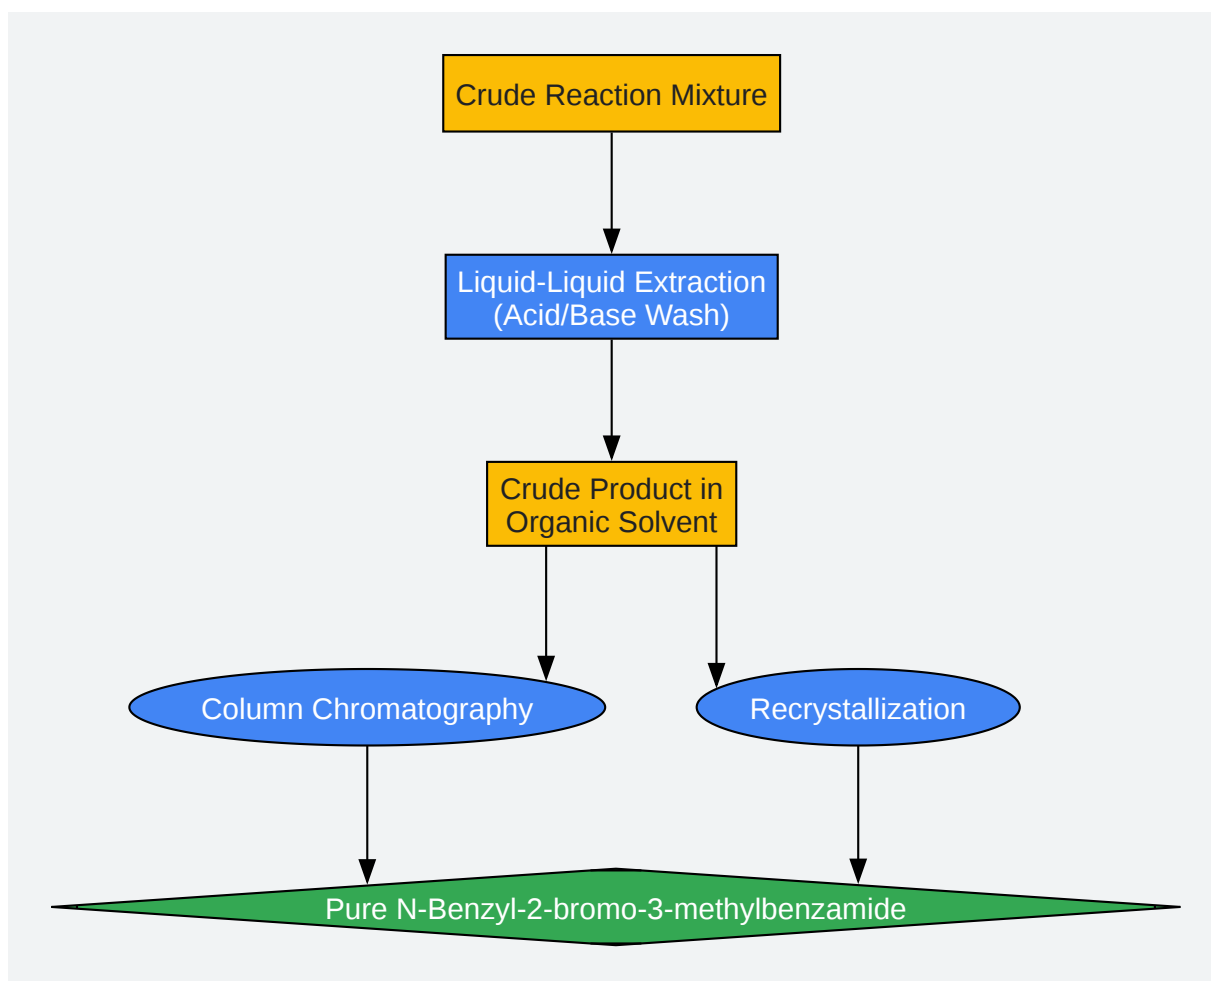 Crude Reaction Mixture
Liquid-Liquid Extraction
(Acid/Base Wash)
Crude Product in
Organic Solvent
Column Chromatography
Recrystallization
Pure N-Benzyl-2-bromo-3-methylbenzamide